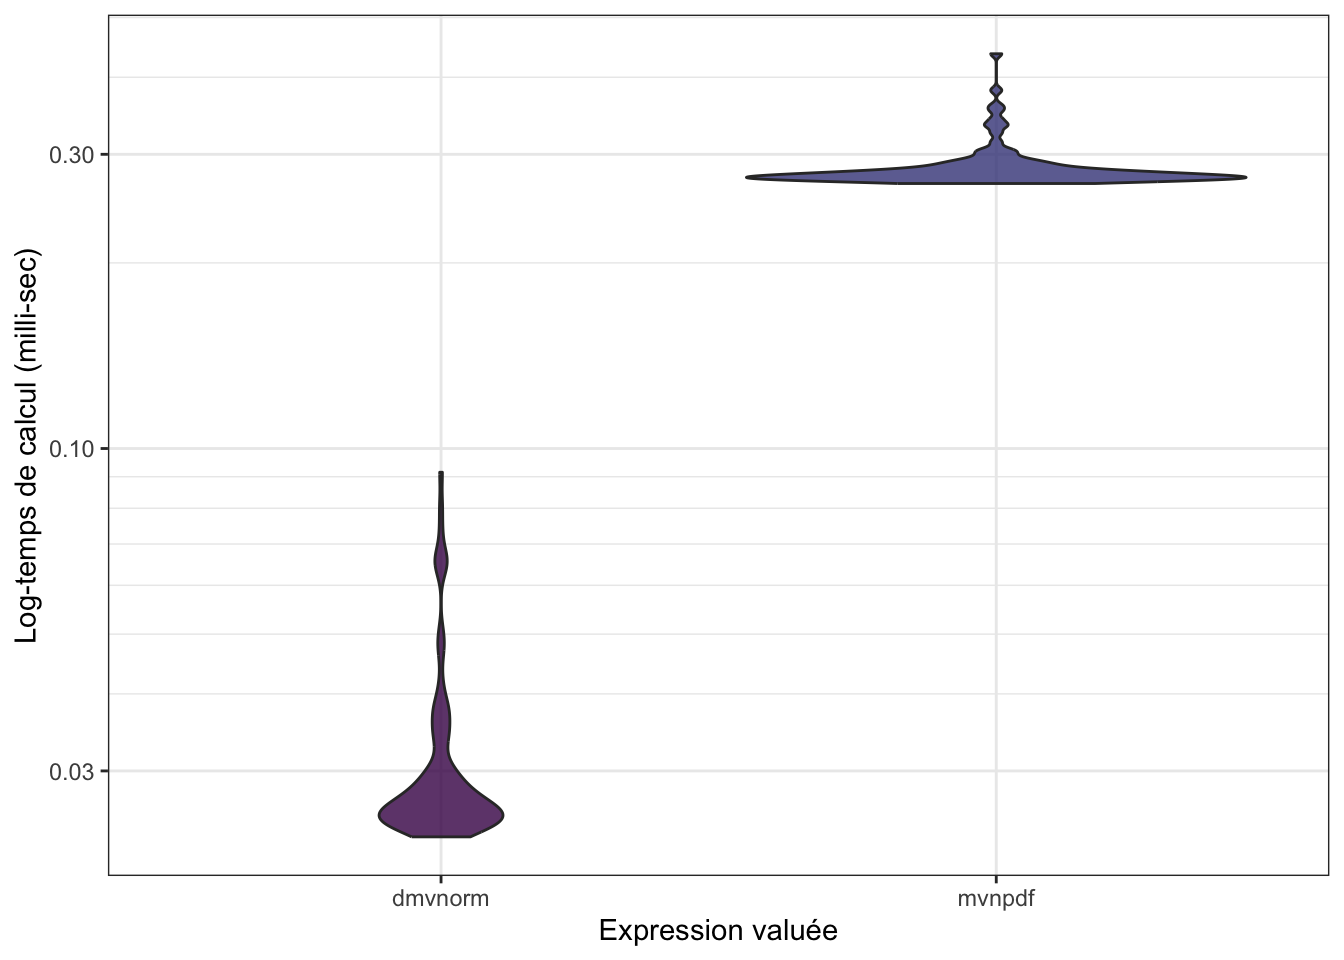 Log-temps de calcul (milli-sec)
0.30
0.10
0.03
dmvnorm
mvnpdf
Expression valuée